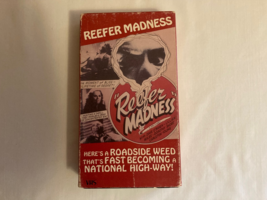 REEFER MADNESS
"Reefer
MADNESS"
HERE'S A ROADSIDE WEED
THAT'S FAST BECOMING A
NATIONAL HIGH-WAY!